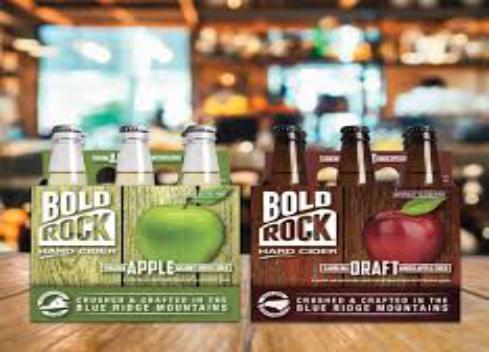 BOLD
ROCK
HARD CIDER
APPLE
CRUSHED & CRAFTED IN THE
BLUE RIDGE MOUNTAINS
BOLD
ROCK
HARD CIDER
DRAFT
CRUSHED & CRAFTED IN THE
BLUE RIDGE MOUNTAINS